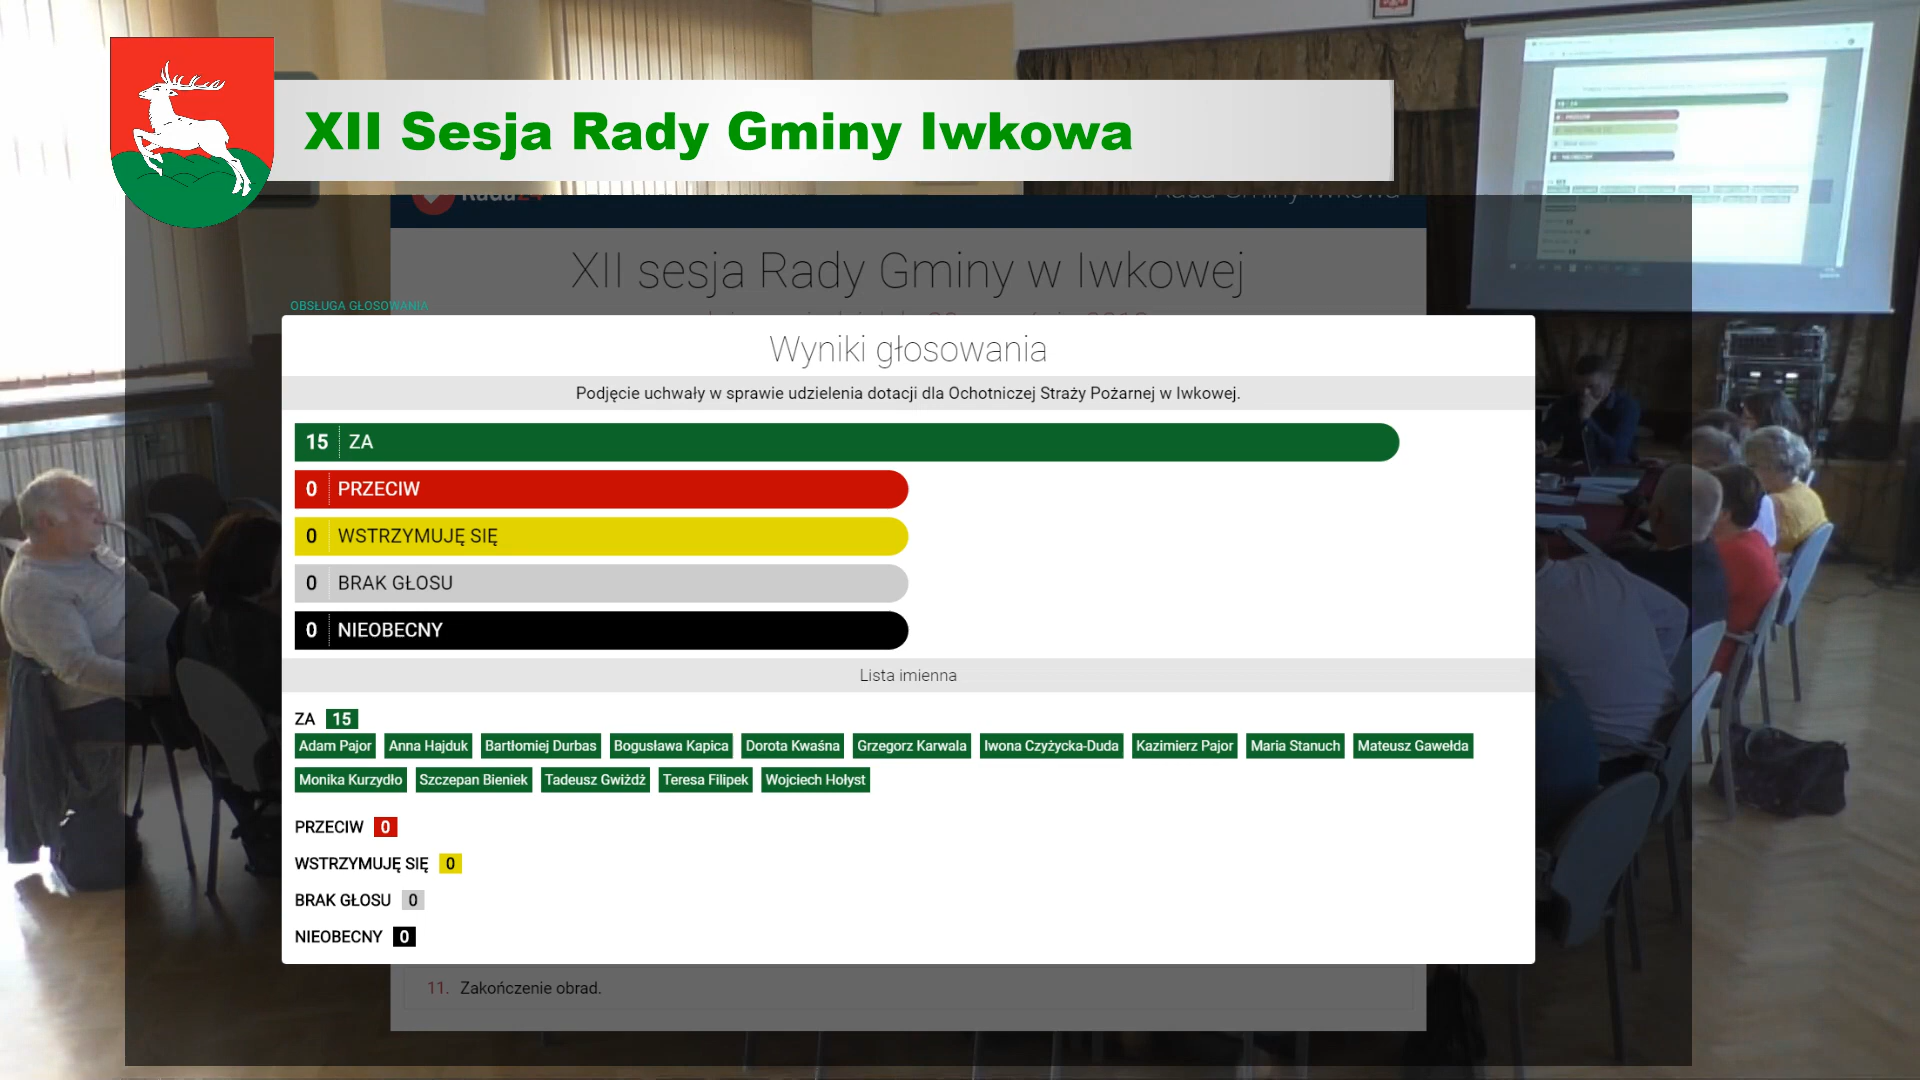 XII Sesja Rady Gminy Iwkowa
Rada24
Rada Gminy Iwkowa
XII sesja Rady Gminy w Iwkowej
OBSŁUGA GŁOSOWANIA
Wyniki głosowania
Podjęcie uchwały w sprawie udzielenia dotacji dla Ochotniczej Straży Pożarnej w Iwkowej.
15 ZA
0 PRZECIW
0 WSTRZYMUJĘ SIĘ
0 BRAK GŁOSU
0 NIEOBECNY
Lista imienna
ZA 15
Adam Pajor Anna Hajduk Bartłomiej Durbas Bogusława Kapica Dorota Kwaśna Grzegorz Karwala Iwona Czyżycka-Duda Kazimierz Pajor Maria Stanuch Mateusz Gawełda
Monika Kurzydło Szczepan Bieniek Tadeusz Gwiżdż Teresa Filipek Wojciech Hołyst
PRZECIW 0
WSTRZYMUJĘ SIĘ 0
BRAK GŁOSU 0
NIEOBECNY 0
11. Zakończenie obrad.